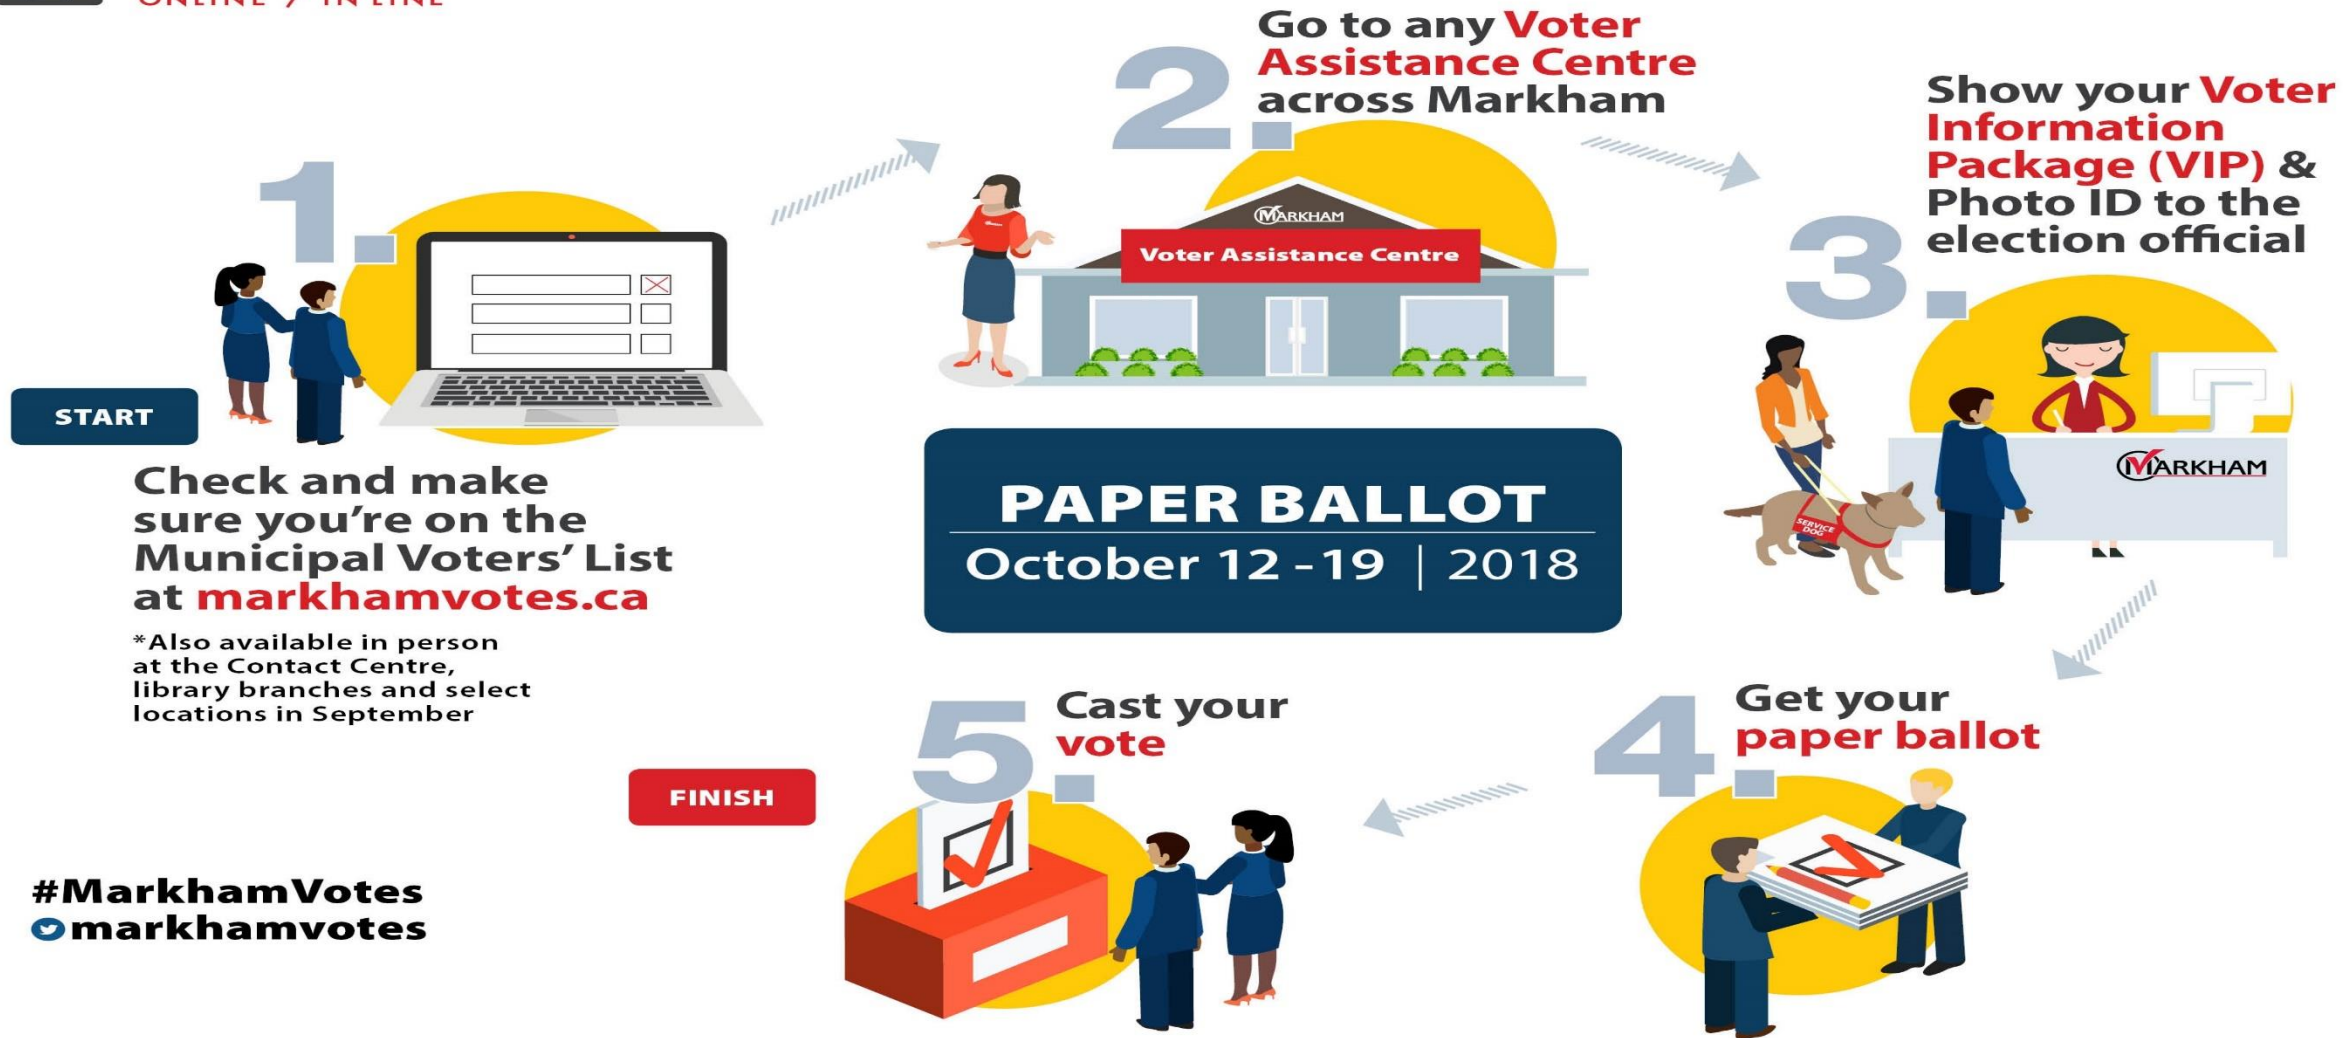 ONLINE / IN LINE
1.
START
Check and make
sure you're on the
Municipal Voters' List
at markhamvotes.ca
*Also available in person
at the Contact Centre,
library branches and select
locations in September
2.
Go to any Voter
Assistance Centre
across Markham
MARKHAM
Voter Assistance Centre
3.
Show your Voter
Information
Package (VIP) &
Photo ID to the
election official
SERVICE
DOG
MARKHAM
PAPER BALLOT
October 12 - 19 | 2018
4.
Get your
paper ballot
5.
Cast your
vote
FINISH
#MarkhamVotes
markhamvotes